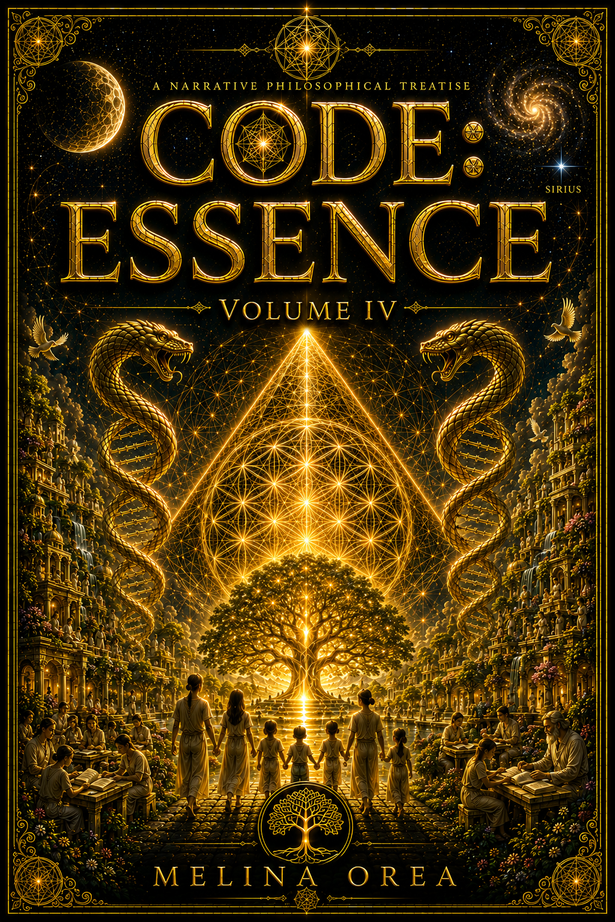 A NARRATIVE PHILOSOPHICAL TREATISE
CODE:
SIRIUS
ESSENCE
VOLUME IV
MELINA OREA